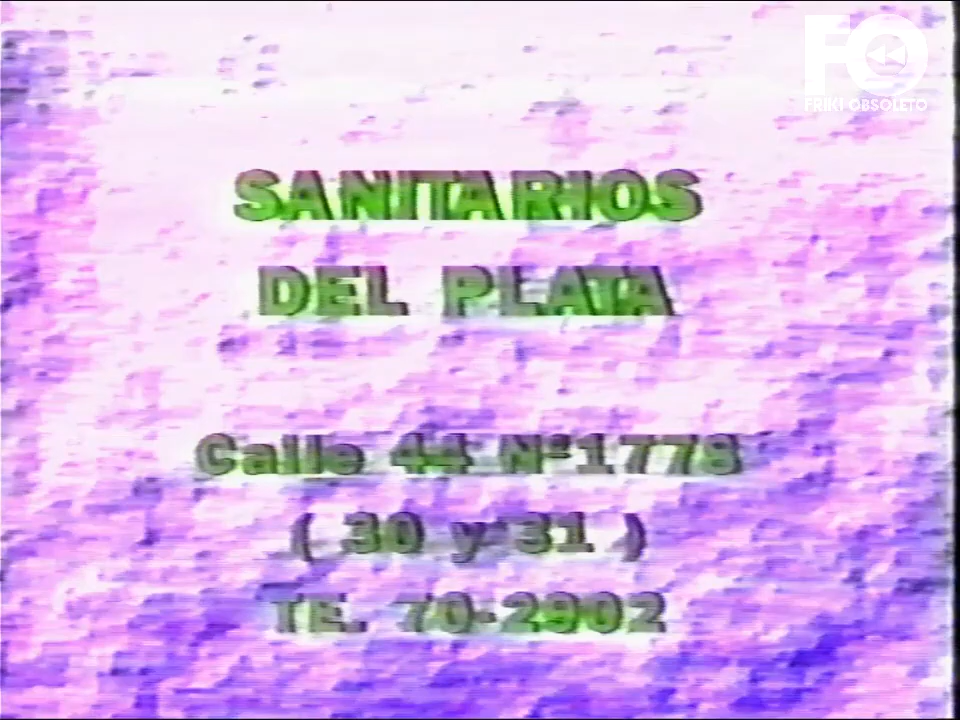 FO
FRIKI OBSOLETO
SANITARIOS
DEL PLATA
Calle 44 Nº1778
( 30 y 31 )
TE. 70-2902